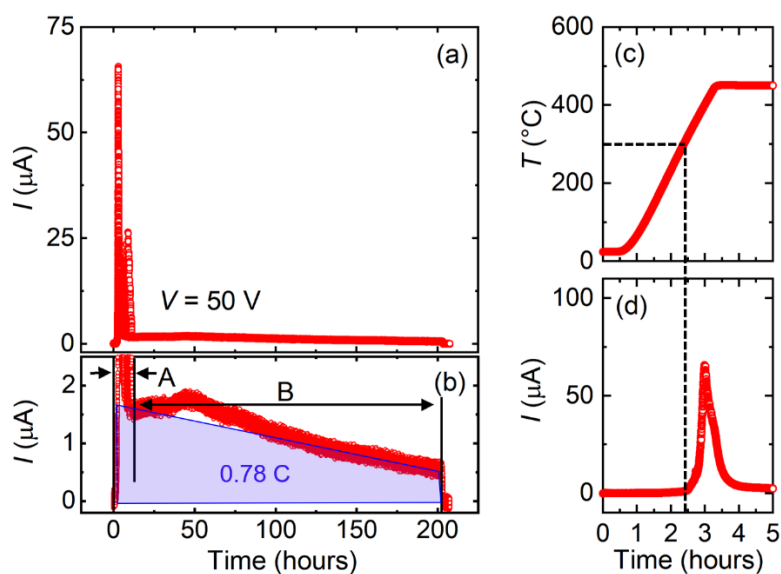 (a)
75
50
25
0
I (μA)
V = 50 V
(b)
A
B
2
1
0
I (μA)
0.78 C
0 50 100 150 200
Time (hours)
(c)
600
400
200
0
T (°C)
(d)
100
50
0
I (μA)
0 1 2 3 4 5
Time (hours)